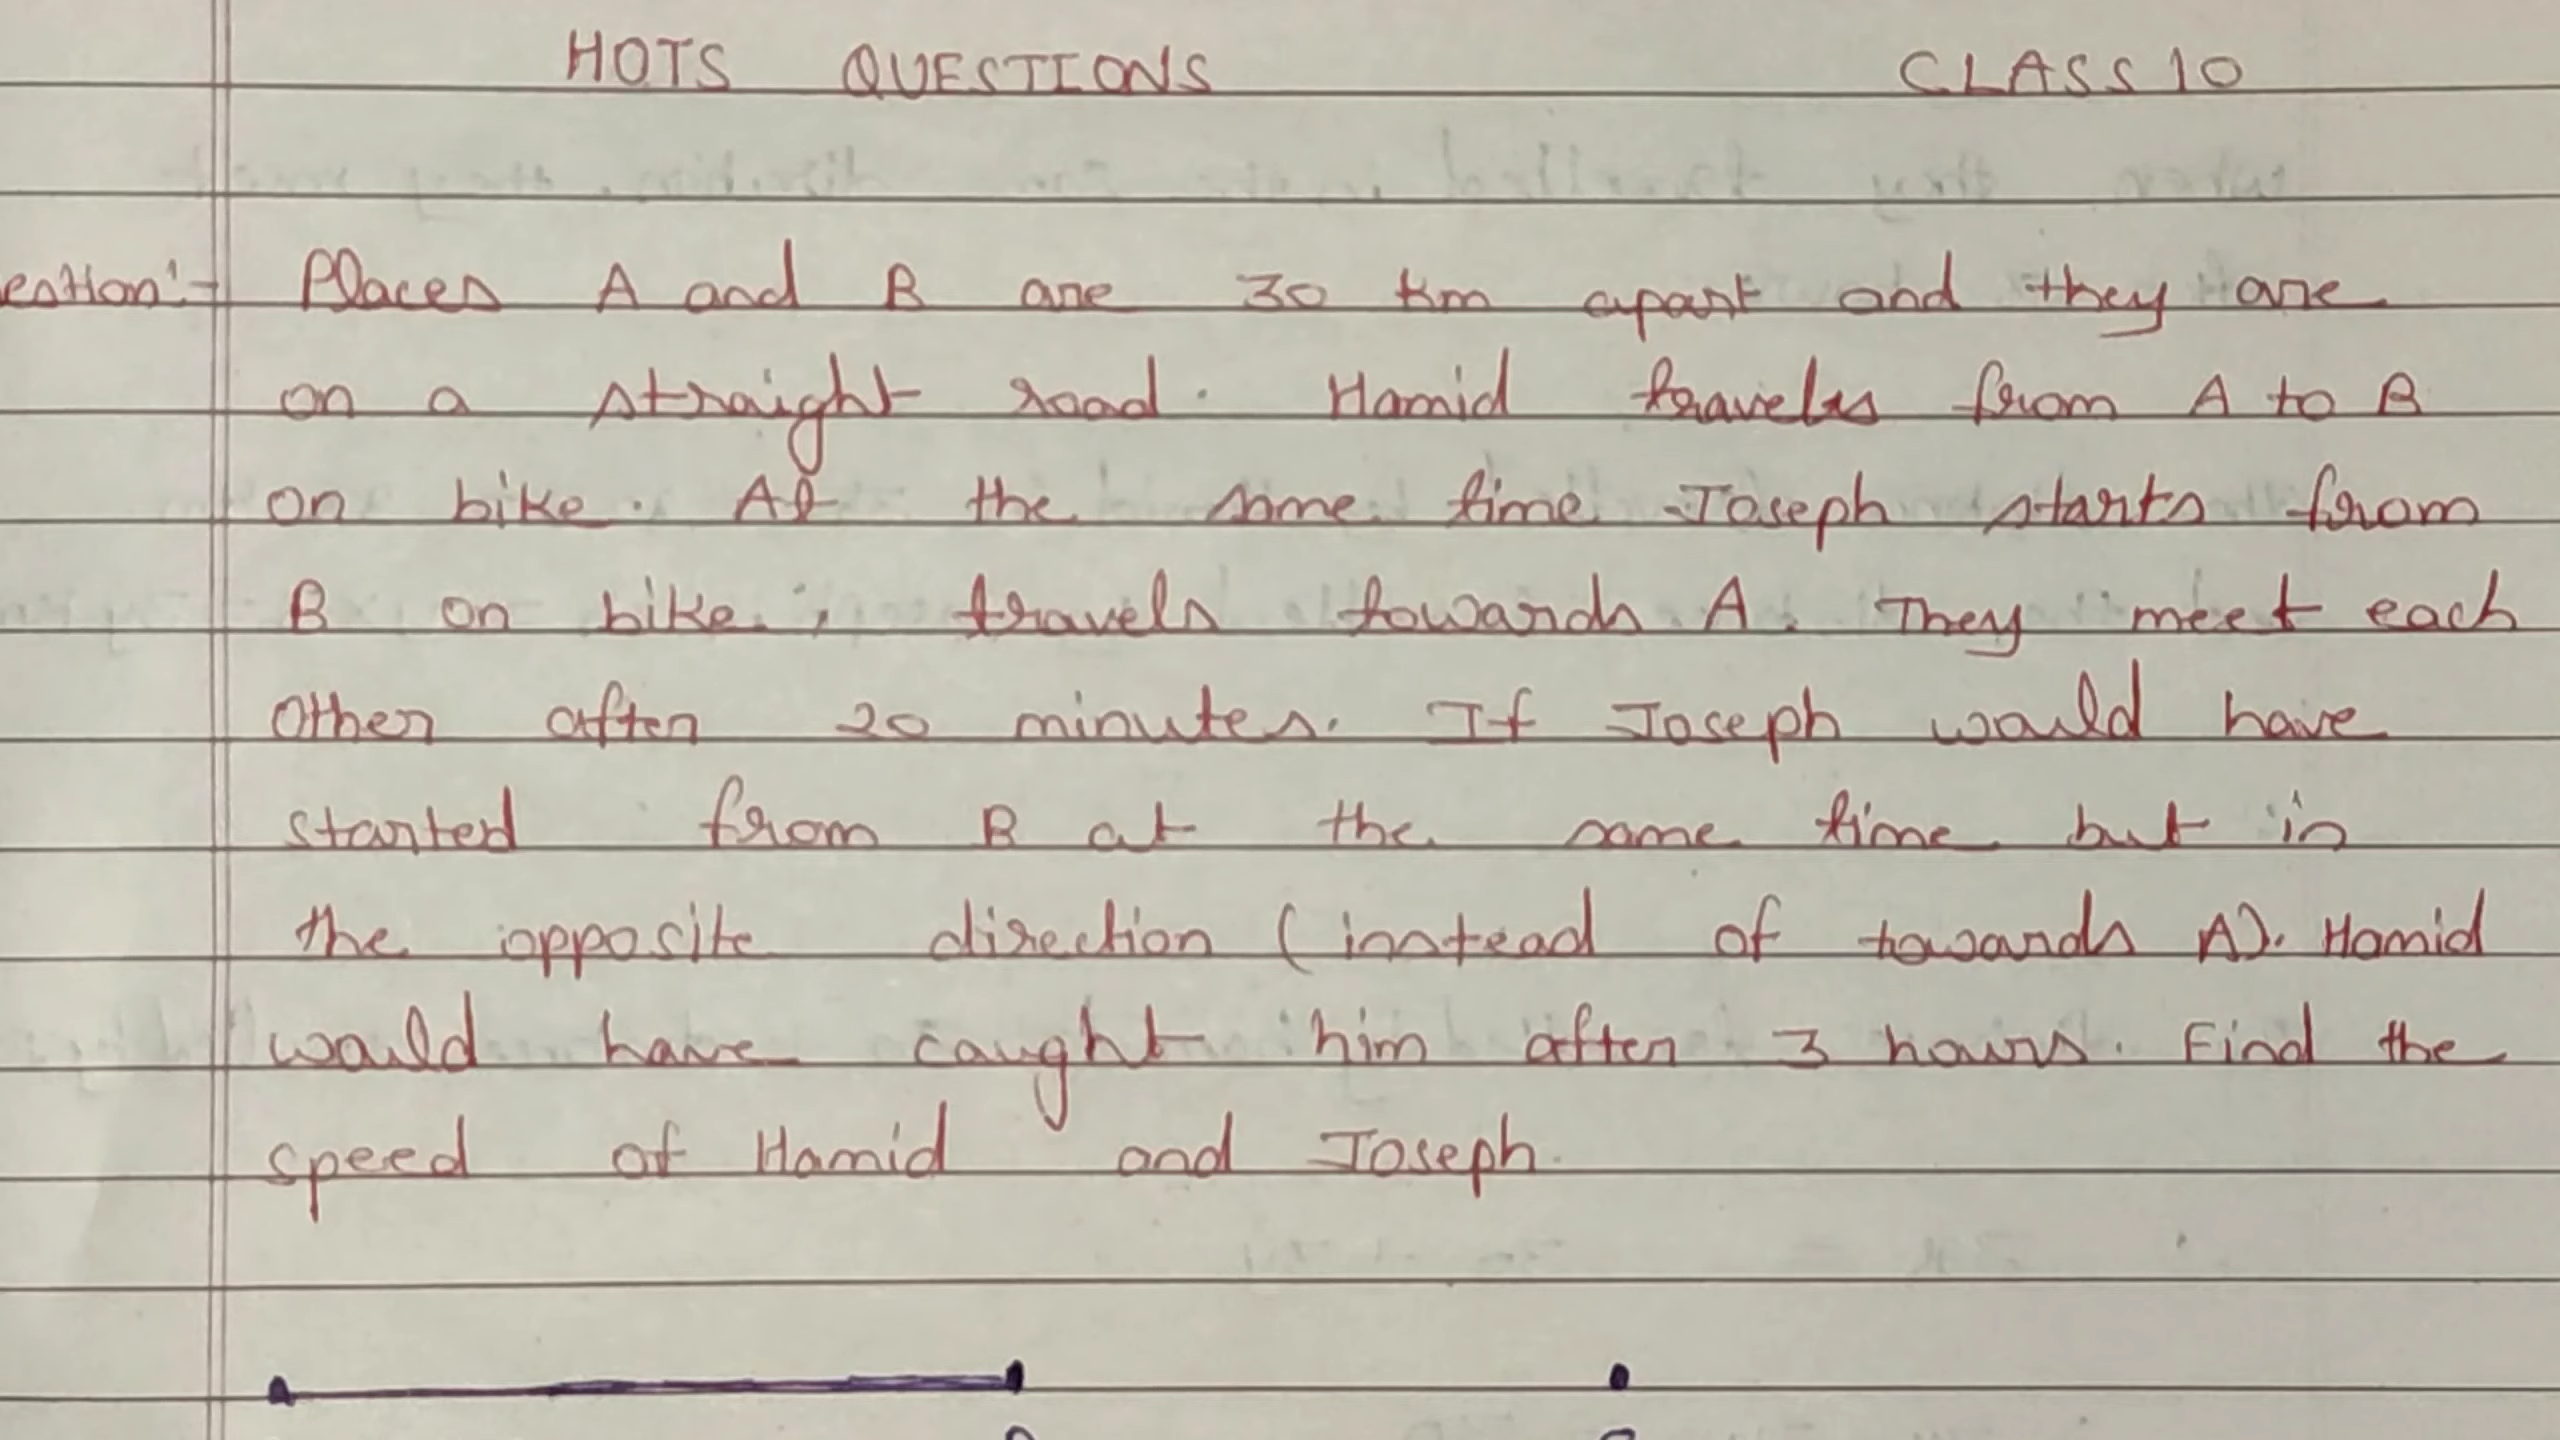 HOTS QUESTIONS CLASS 10
Places A and B are 30 km apart and they are
on a straight road. Hamid travels from A to B
on bike. At the same time Joseph starts from
B on bike, travels towards A. They meet each
other after 20 minutes. If Joseph would have
started from B at the same time but in
the opposite direction (instead of towards A). Hamid
would have caught him after 3 hours. Find the
speed of Hamid and Joseph.